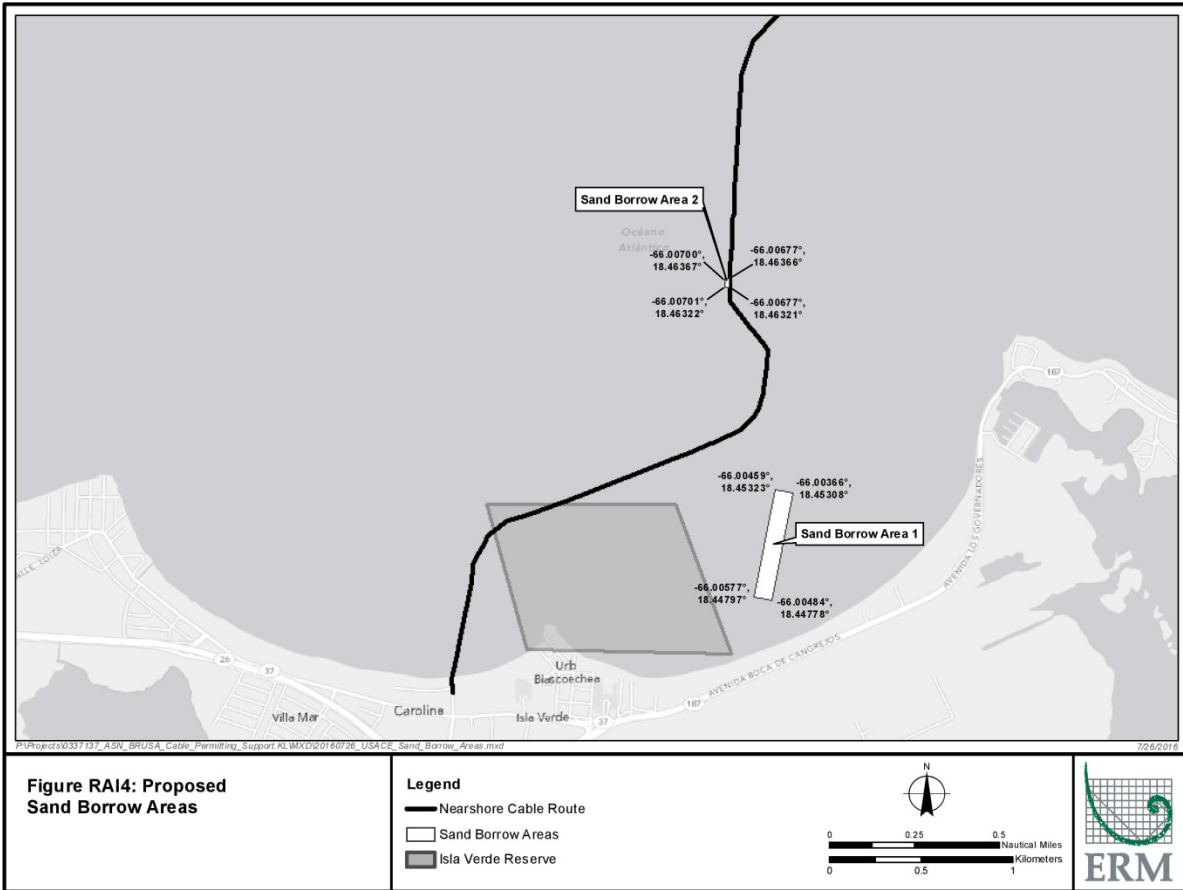 Sand Borrow Area 2
Océano
Atlántico
-66.00700°,
18.46367°
-66.00677°,
18.46366°
-66.00701°,
18.46322°
-66.00677°,
18.46321°
187
-66.00459°,
18.45323°
-66.00366°,
18.45308°
Sand Borrow Area 1
-66.00577°,
18.44797°
-66.00484°,
18.44778°
AVENIDA LOS GOVERNADORES
AVENIDA BOCA DE CANGREJOS
CALLE LOIZA
26
37
Urb
Biascoechea
187
Villa Mar
Carolina
Isla Verde
37
P:\Projects\0337137_ASN_BRUSA_Cable_Permitting_Support.KLW\MXD\20160726_USACE_Sand_Borrow_Areas.mxd
7/26/2016
Figure RAI4: Proposed
Sand Borrow Areas
Legend
Nearshore Cable Route
Sand Borrow Areas
Isla Verde Reserve
N
0 0.25 0.5
Nautical Miles
Kilometers
0 0.5 1
ERM